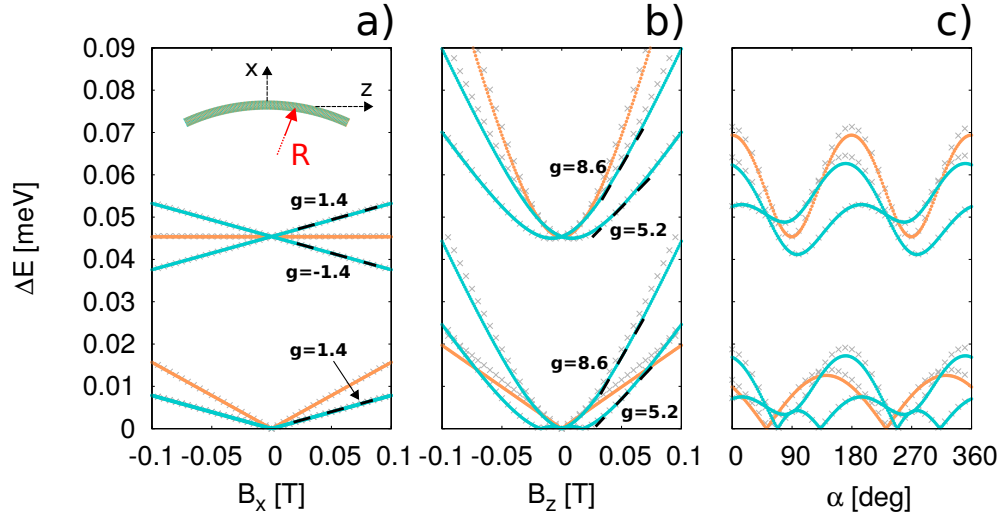 a)
b)
c)
ΔE [meV]
0.09
0.08
0.07
0.06
0.05
0.04
0.03
0.02
0.01
0
x
z
R
g=1.4
g=-1.4
g=1.4
-0.1 -0.05 0 0.05 0.1
B_x [T]
g=8.6
g=5.2
g=8.6
g=5.2
-0.1 -0.05 0 0.05 0.1
B_z [T]
0 90 180 270 360
α [deg]